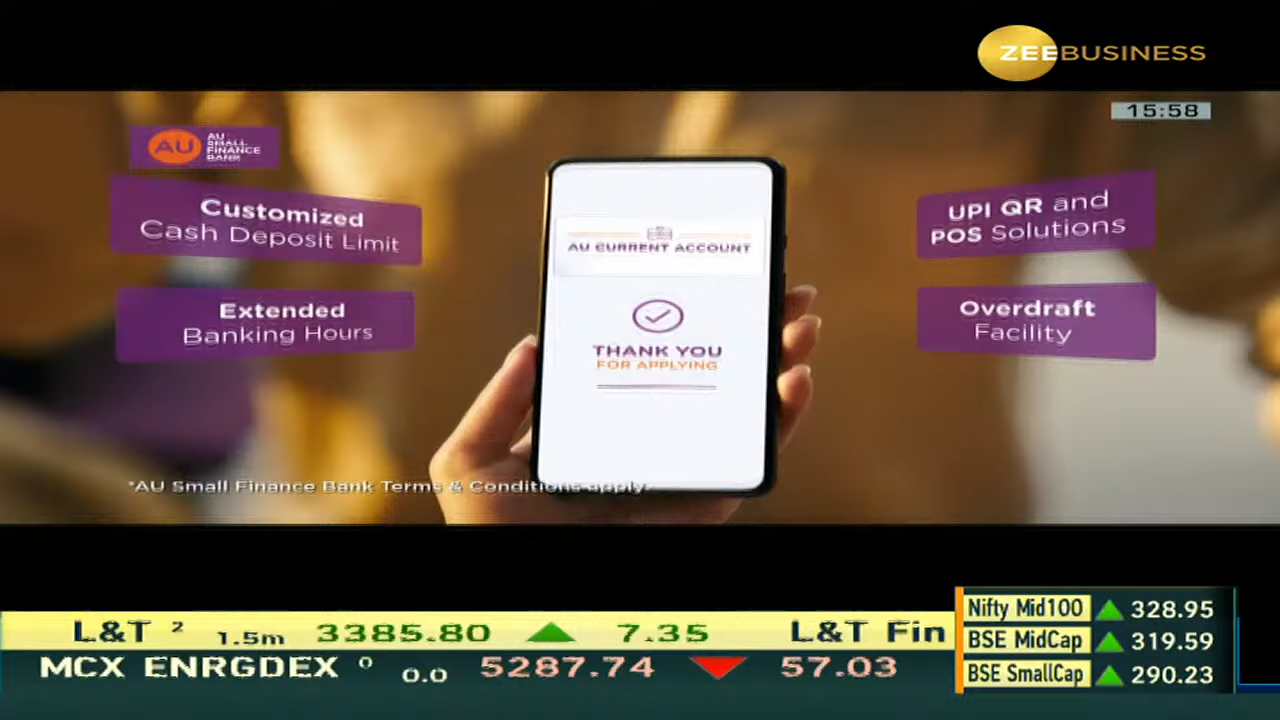 ZEEBUSINESS
15:58
AU
AU
SMALL
FINANCE
BANK
Customized
Cash Deposit Limit
Extended
Banking Hours
AU CURRENT ACCOUNT
THANK YOU
FOR APPLYING
UPI QR and
POS Solutions
Overdraft
Facility
*AU Small Finance Bank Terms & Conditions apply.
L&T 2 1.5m 3385.80 ▲ 7.35 L&T Fin
MCX ENRGDEX 0 0.0 5287.74 ▼ 57.03
Nifty Mid100 ▲ 328.95
BSE MidCap ▲ 319.59
BSE SmallCap ▲ 290.23